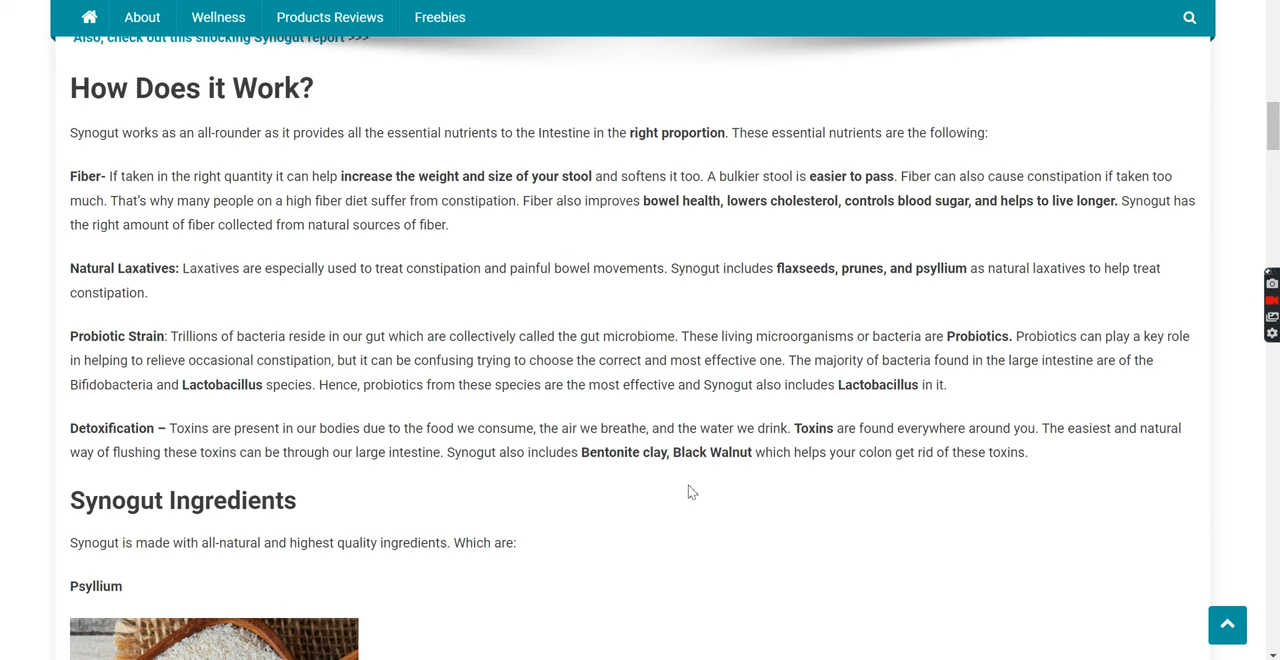 About Wellness Products Reviews Freebies
Also, check out this shocking Synogut report >>>
How Does it Work?
Synogut works as an all-rounder as it provides all the essential nutrients to the Intestine in the right proportion. These essential nutrients are the following:
Fiber- If taken in the right quantity it can help increase the weight and size of your stool and softens it too. A bulkier stool is easier to pass. Fiber can also cause constipation if taken too
much. That's why many people on a high fiber diet suffer from constipation. Fiber also improves bowel health, lowers cholesterol, controls blood sugar, and helps to live longer. Synogut has
the right amount of fiber collected from natural sources of fiber.
Natural Laxatives: Laxatives are especially used to treat constipation and painful bowel movements. Synogut includes flaxseeds, prunes, and psyllium as natural laxatives to help treat
constipation.
Probiotic Strain: Trillions of bacteria reside in our gut which are collectively called the gut microbiome. These living microorganisms or bacteria are Probiotics. Probiotics can play a key role
in helping to relieve occasional constipation, but it can be confusing trying to choose the correct and most effective one. The majority of bacteria found in the large intestine are of the
Bifidobacteria and Lactobacillus species. Hence, probiotics from these species are the most effective and Synogut also includes Lactobacillus in it.
Detoxification – Toxins are present in our bodies due to the food we consume, the air we breathe, and the water we drink. Toxins are found everywhere around you. The easiest and natural
way of flushing these toxins can be through our large intestine. Synogut also includes Bentonite clay, Black Walnut which helps your colon get rid of these toxins.
Synogut Ingredients
Synogut is made with all-natural and highest quality ingredients. Which are:
Psyllium